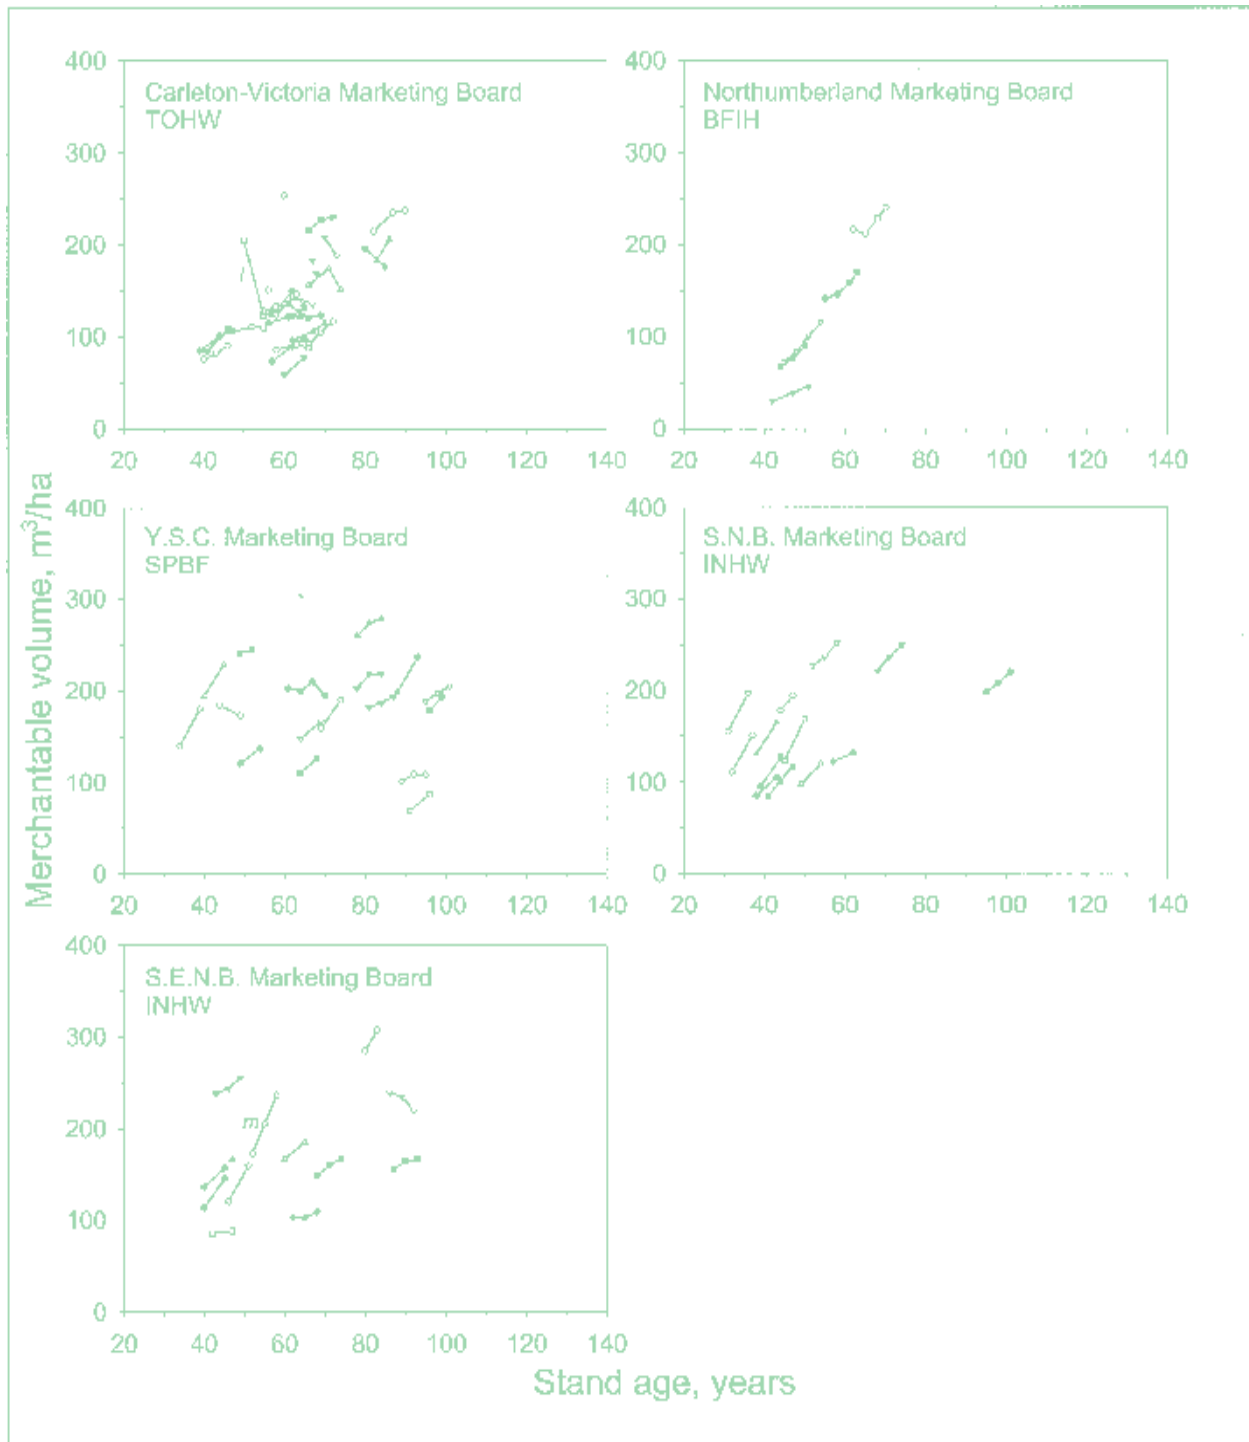 Merchantable volume, m³/ha
400
300
200
100
0
Carleton-Victoria Marketing Board
TOHW
20 40 60 80 100 120 140
400
300
200
100
0
Northumberland Marketing Board
BFIH
20 40 60 80 100 120 140
400
300
200
100
0
Y.S.C. Marketing Board
SPBF
20 40 60 80 100 120 140
400
300
200
100
0
S.N.B. Marketing Board
INHW
20 40 60 80 100 120 140
400
300
200
100
0
S.E.N.B. Marketing Board
INHW
20 40 60 80 100 120 140
Stand age, years